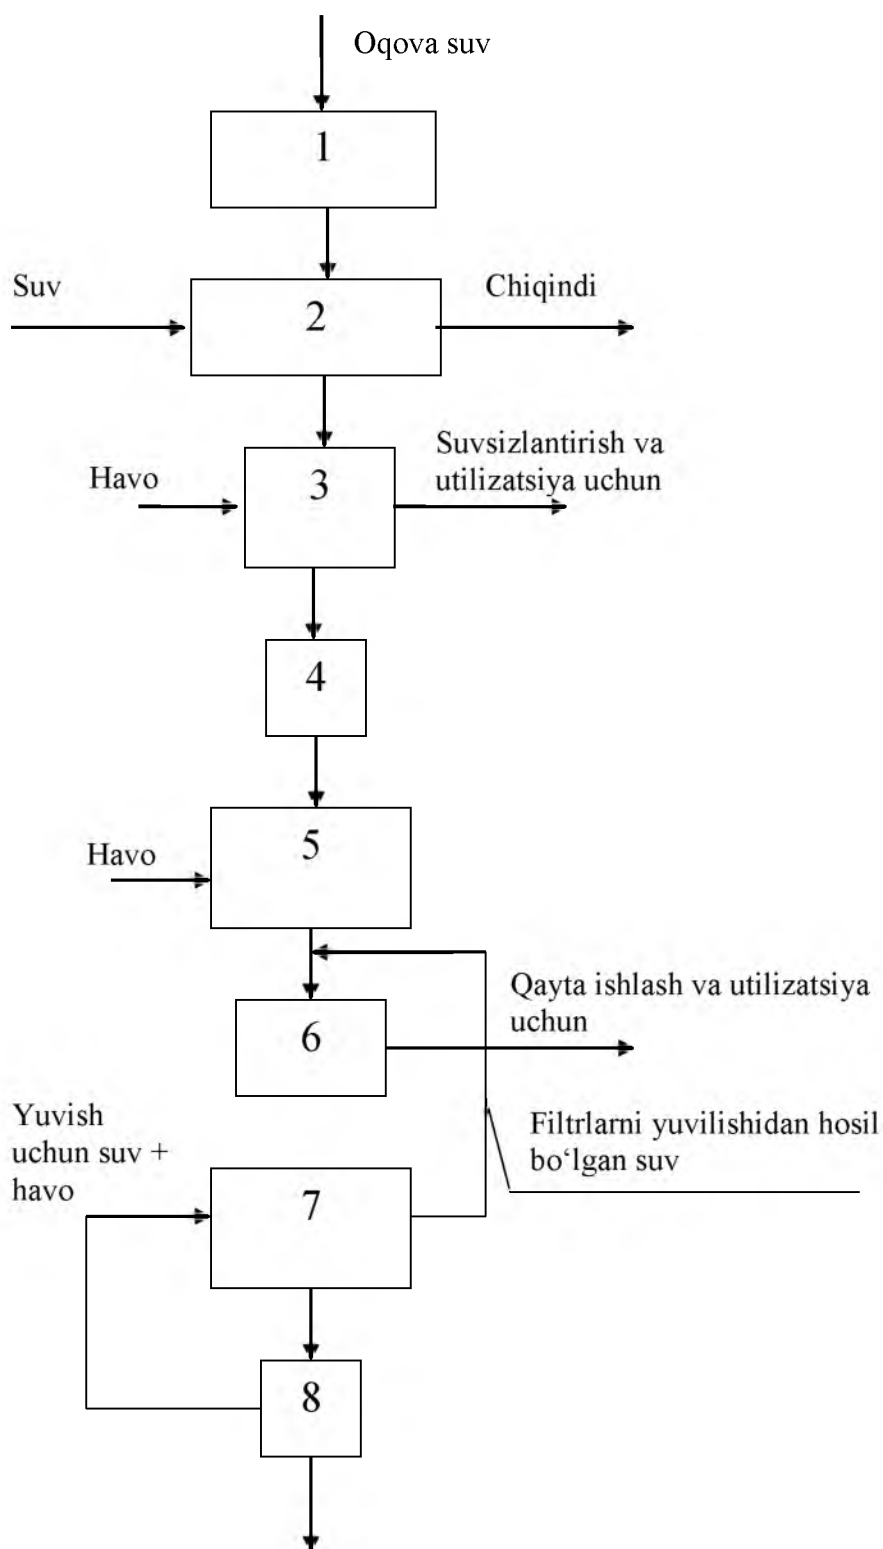 Oqova suv
1
Suv
2
Chiqindi
Havo
3
Suvsizlantirish va
utilizatsiya uchun
4
Havo
5
6
Qayta ishlash va utilizatsiya
uchun
Yuvish
uchun suv +
havo
7
Filtrlarni yuvilishidan hosil
bo‘lgan suv
8